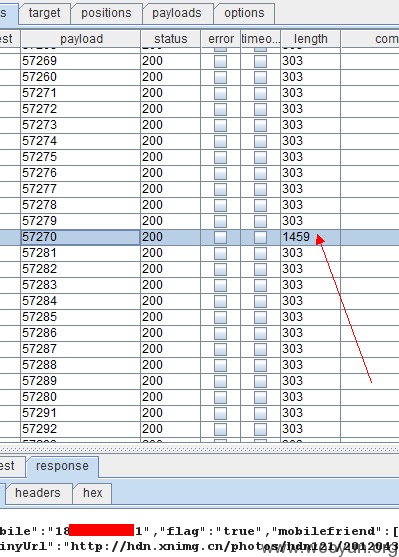 target positions payloads options
est payload status error timeo... length com
57269 200 303
57260 200 303
57271 200 303
57272 200 303
57273 200 303
57274 200 303
57275 200 303
57276 200 303
57277 200 303
57278 200 303
57279 200 303
57270 200 1459
57281 200 303
57282 200 303
57283 200 303
57284 200 303
57285 200 303
57286 200 303
57287 200 303
57288 200 303
57289 200 303
57280 200 303
57291 200 303
57292 200 303
est response
headers hex
bile":"18 1","flag":"true","mobilefriend":[
inyUrl":"http://hdn.xnimg.cn/photos/hdn121/2012043
www.wooyun.org